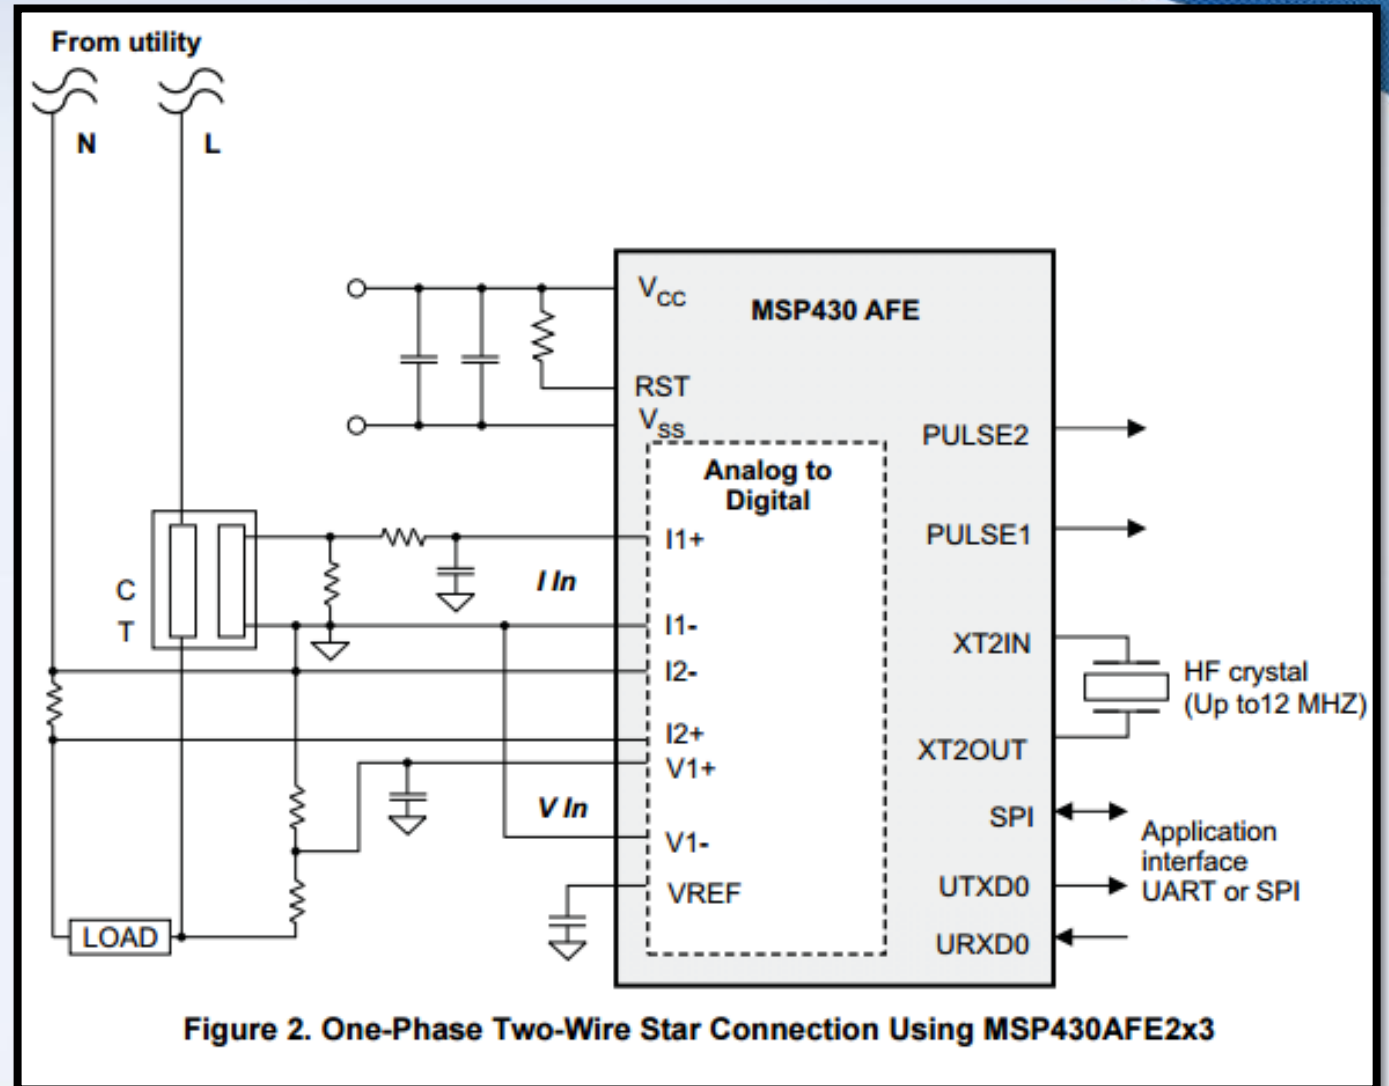 From utility
N
L
V_CC
MSP430 AFE
RST
V_SS
PULSE2
Analog to
Digital
PULSE1
I1+
I In
C
T
I1-
XT2IN
I2-
HF crystal
(Up to12 MHZ)
I2+
XT2OUT
V1+
V In
SPI
V1-
Application
interface
UART or SPI
VREF
UTXD0
LOAD
URXD0
Figure 2. One-Phase Two-Wire Star Connection Using MSP430AFE2x3